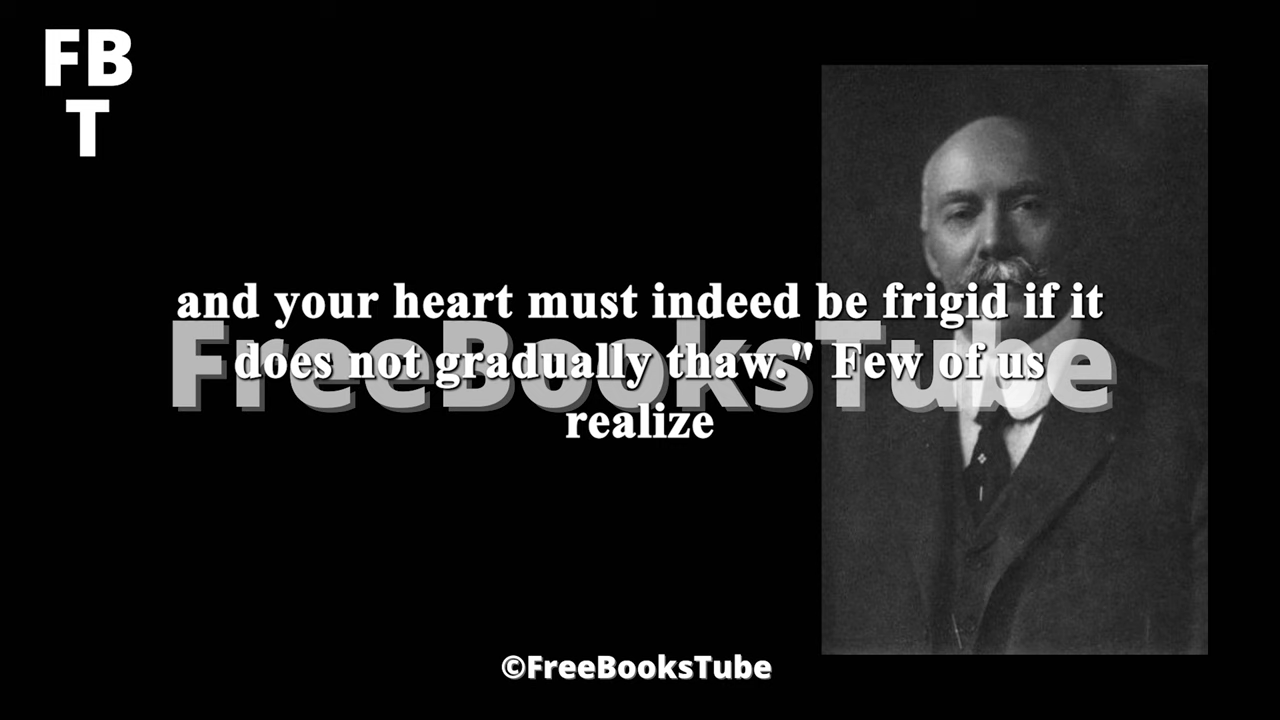 FB
T
and your heart must indeed be frigid if it
does not gradually thaw." Few of us
realize
FreeBooksTube
©FreeBooksTube